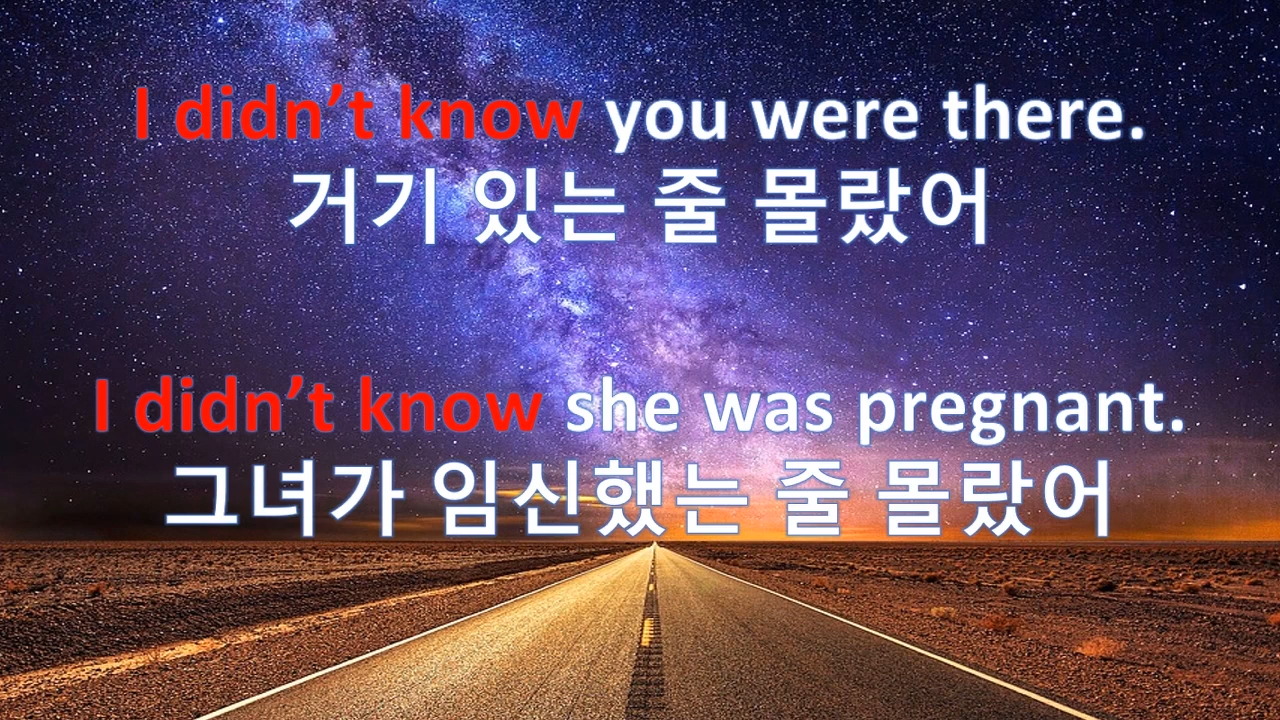 I didn’t know you were there.
거기 있는 줄 몰랐어
I didn’t know she was pregnant.
그녀가 임신했는 줄 몰랐어